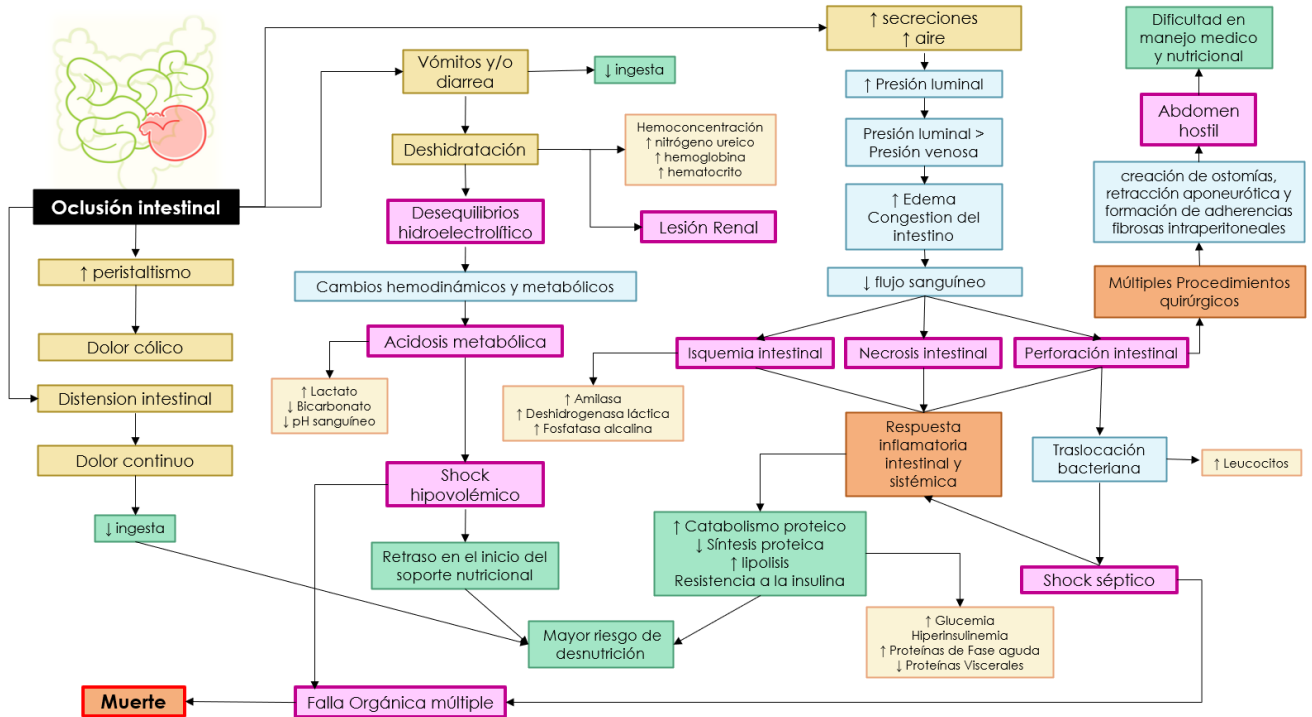 Oclusión intestinal
↑ peristaltismo
Dolor cólico
Distension intestinal
Dolor continuo
↓ ingesta
Vómitos y/o
diarrea
↓ ingesta
Deshidratación
Hemoconcentración
↑ nitrógeno ureico
↑ hemoglobina
↑ hematocrito
Desequilibrios
hidroelectrolítico
Lesión Renal
Cambios hemodinámicos y metabólicos
Acidosis metabólica
↑ Lactato
↓ Bicarbonato
↓ pH sanguíneo
Shock
hipovolémico
Retraso en el inicio del
soporte nutricional
Mayor riesgo de
desnutrición
↑ secreciones
↑ aire
↑ Presión luminal
Presión luminal >
Presión venosa
↑ Edema
Congestion del
intestino
↓ flujo sanguíneo
Isquemia intestinal
Necrosis intestinal
Perforación intestinal
↑ Amilasa
↑ Deshidrogenasa láctica
↑ Fosfatasa alcalina
Respuesta
inflamatoria
intestinal y
sistémica
↑ Catabolismo proteico
↓ Síntesis proteica
↑ lipolisis
Resistencia a la insulina
↑ Glucemia
Hiperinsulinemia
↑ Proteínas de Fase aguda
↓ Proteínas Viscerales
Traslocación
bacteriana
↑ Leucocitos
Shock séptico
Dificultad en
manejo medico
y nutricional
Abdomen
hostil
creación de ostomías,
retracción aponeurótica y
formación de adherencias
fibrosas intraperitoneales
Múltiples Procedimientos
quirúrgicos
Falla Orgánica múltiple
Muerte